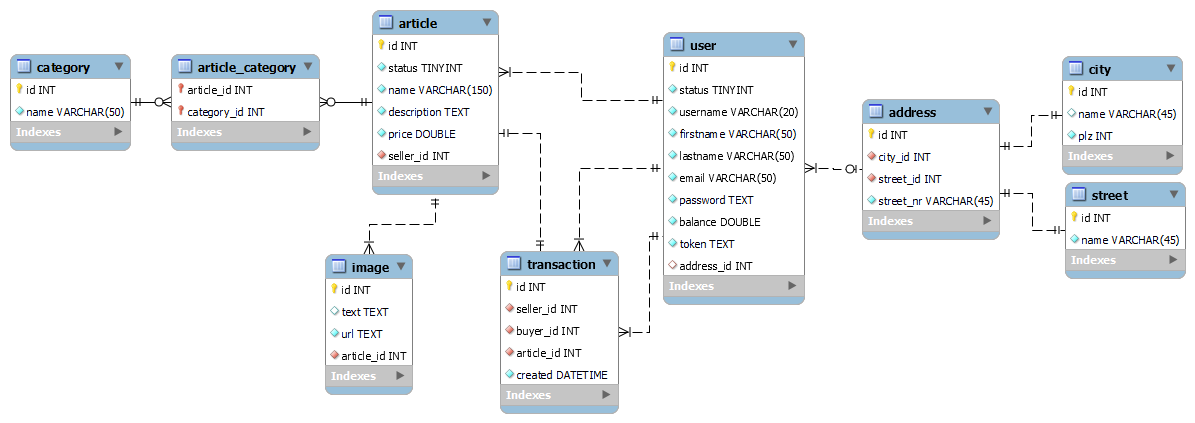 category
id INT
name VARCHAR(50)
Indexes
article_category
article_id INT
category_id INT
Indexes
article
id INT
status TINYINT
name VARCHAR(150)
description TEXT
price DOUBLE
seller_id INT
Indexes
image
id INT
text TEXT
url TEXT
article_id INT
Indexes
transaction
id INT
seller_id INT
buyer_id INT
article_id INT
created DATETIME
Indexes
user
id INT
status TINYINT
username VARCHAR(20)
firstname VARCHAR(50)
lastname VARCHAR(50)
email VARCHAR(50)
password TEXT
balance DOUBLE
token TEXT
address_id INT
Indexes
address
id INT
city_id INT
street_id INT
street_nr VARCHAR(45)
Indexes
city
id INT
name VARCHAR(45)
plz INT
Indexes
street
id INT
name VARCHAR(45)
Indexes